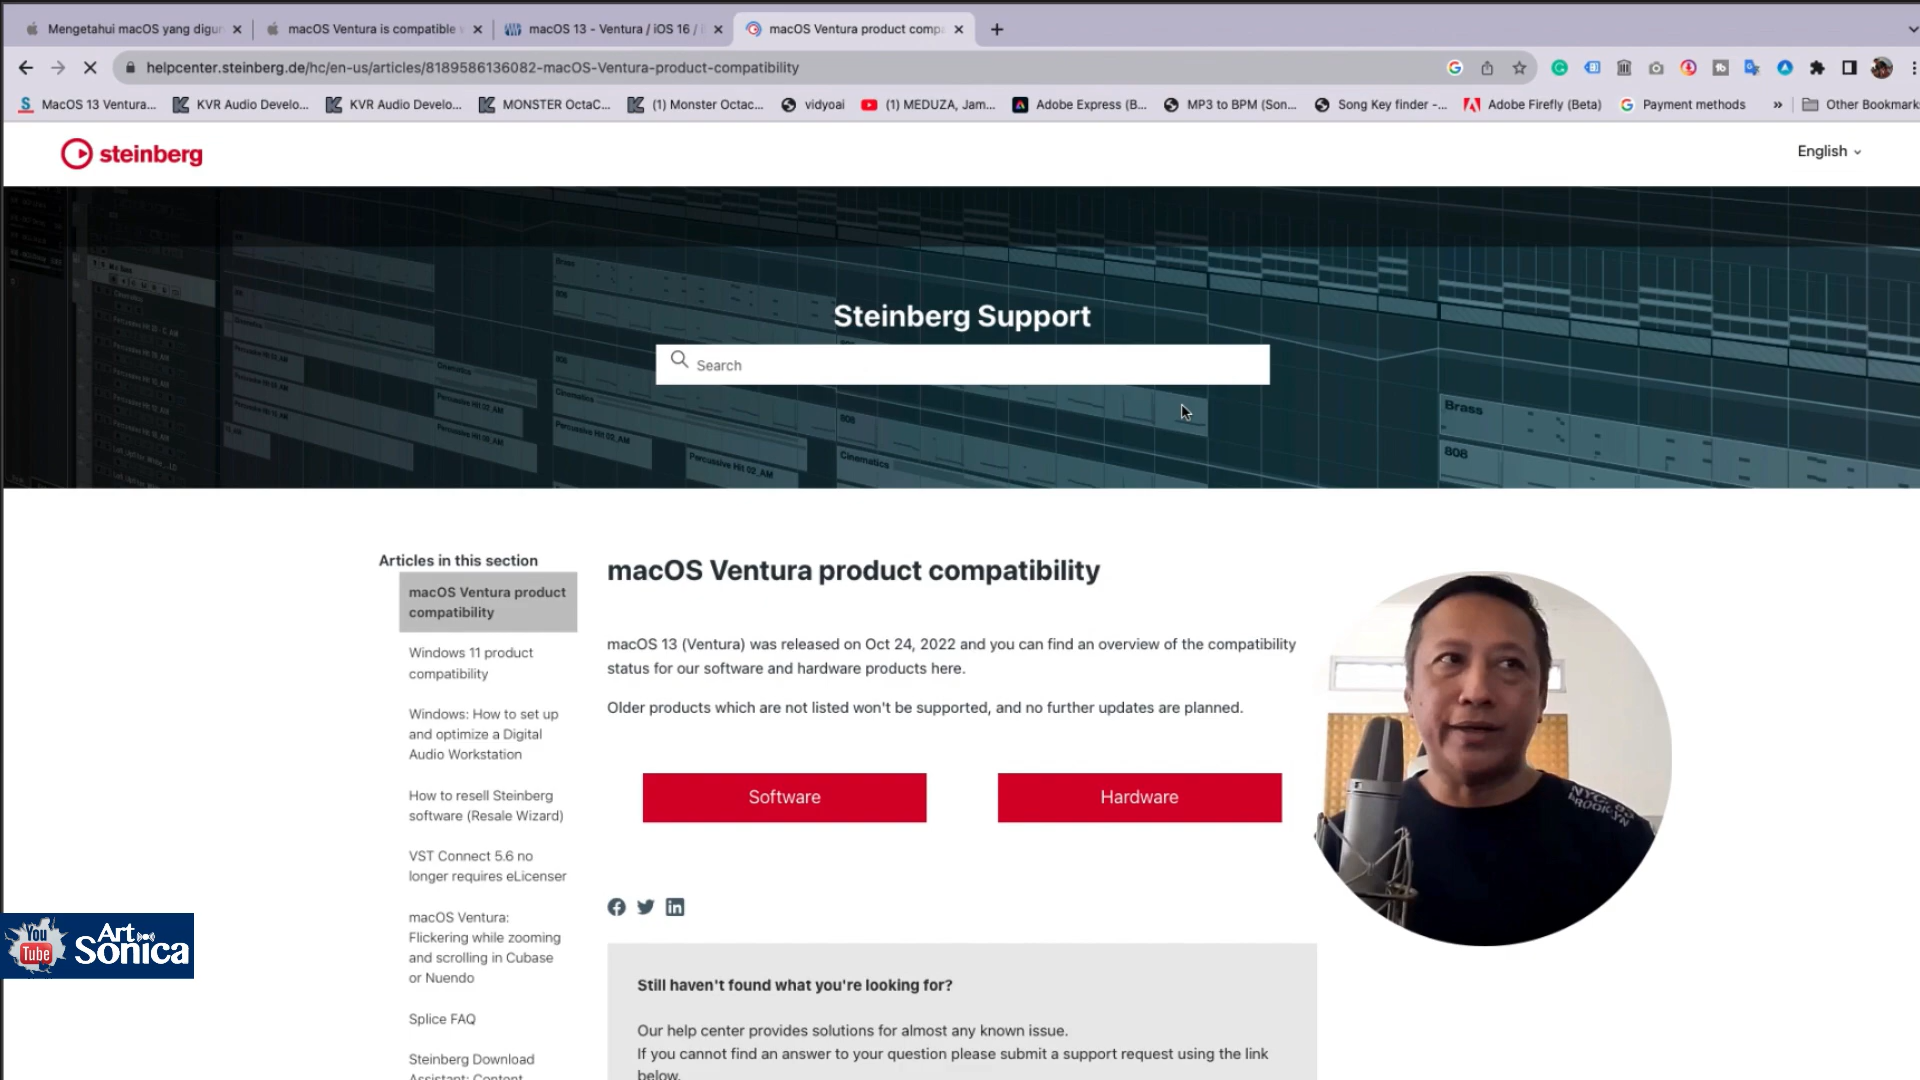 Mengetahui macOS yang digur
macOS Ventura is compatible
macOS 13 - Ventura / iOS 16 /
macOS Ventura product comp
helpcenter.steinberg.de/hc/en-us/articles/8189586136082-macOS-Ventura-product-compatibility
MacOS 13 Ventura...
KVR Audio Develo...
KVR Audio Develo...
MONSTER OctaC...
(1) Monster Octac...
vidyoai
(1) MEDUZA, Jam...
Adobe Express (B...
MP3 to BPM (Son...
Song Key finder -...
Adobe Firefly (Beta)
Payment methods
»
Other Bookmark
steinberg
English
Steinberg Support
Search
Brass
808
Cinematics
Percussive Hit 02_AM
Brass
808
Articles in this section
macOS Ventura product
compatibility
Windows 11 product
compatibility
Windows: How to set up
and optimize a Digital
Audio Workstation
How to resell Steinberg
software (Resale Wizard)
VST Connect 5.6 no
longer requires eLicenser
macOS Ventura:
Flickering while zooming
and scrolling in Cubase
or Nuendo
Splice FAQ
Steinberg Download
Assistant: Content
macOS Ventura product compatibility
macOS 13 (Ventura) was released on Oct 24, 2022 and you can find an overview of the compatibility
status for our software and hardware products here.
Older products which are not listed won't be supported, and no further updates are planned.
Software
Hardware
Still haven't found what you're looking for?
Our help center provides solutions for almost any known issue.
If you cannot find an answer to your question please submit a support request using the link
below.
You
Tube
Art
Sonica